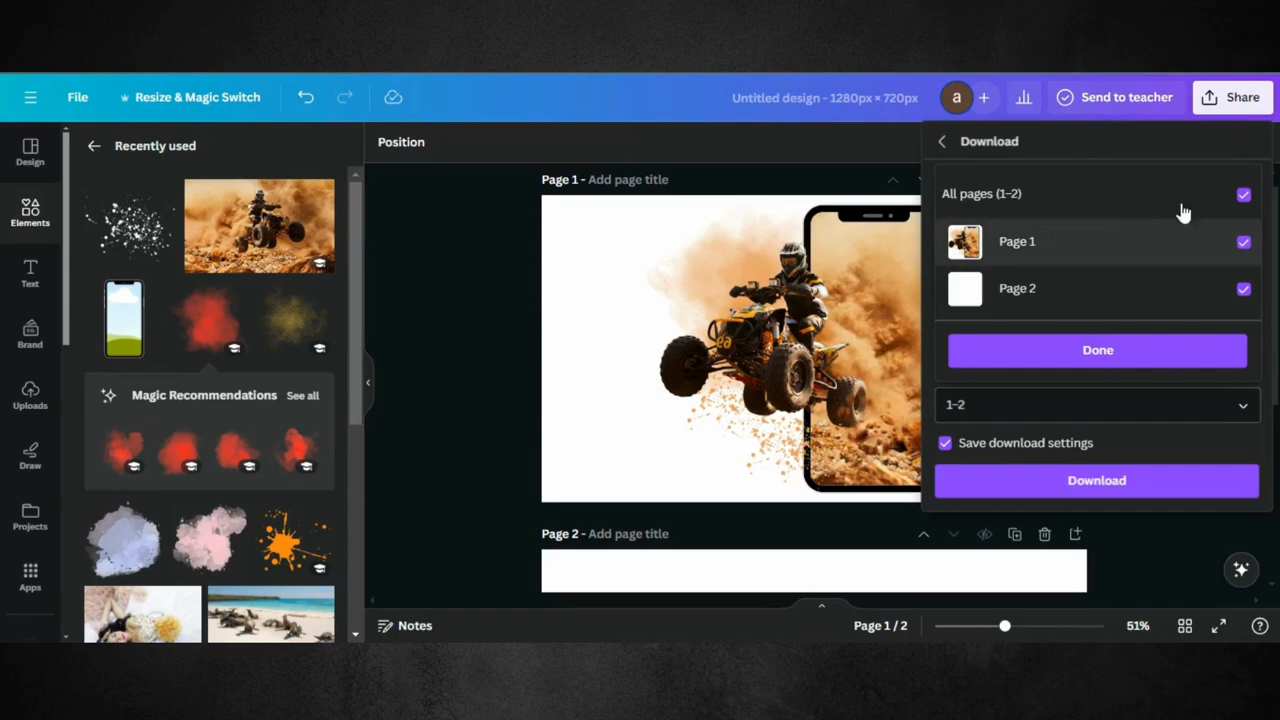 File
Resize & Magic Switch
Untitled design - 1280px × 720px
a
Send to teacher
Share
Design
Elements
Text
Brand
Uploads
Draw
Projects
Apps
Recently used
Magic Recommendations
See all
Position
Page 1 - Add page title
Page 2 - Add page title
Notes
Page 1 / 2
51%
Download
All pages (1-2)
Page 1
Page 2
Done
1-2
Save download settings
Download